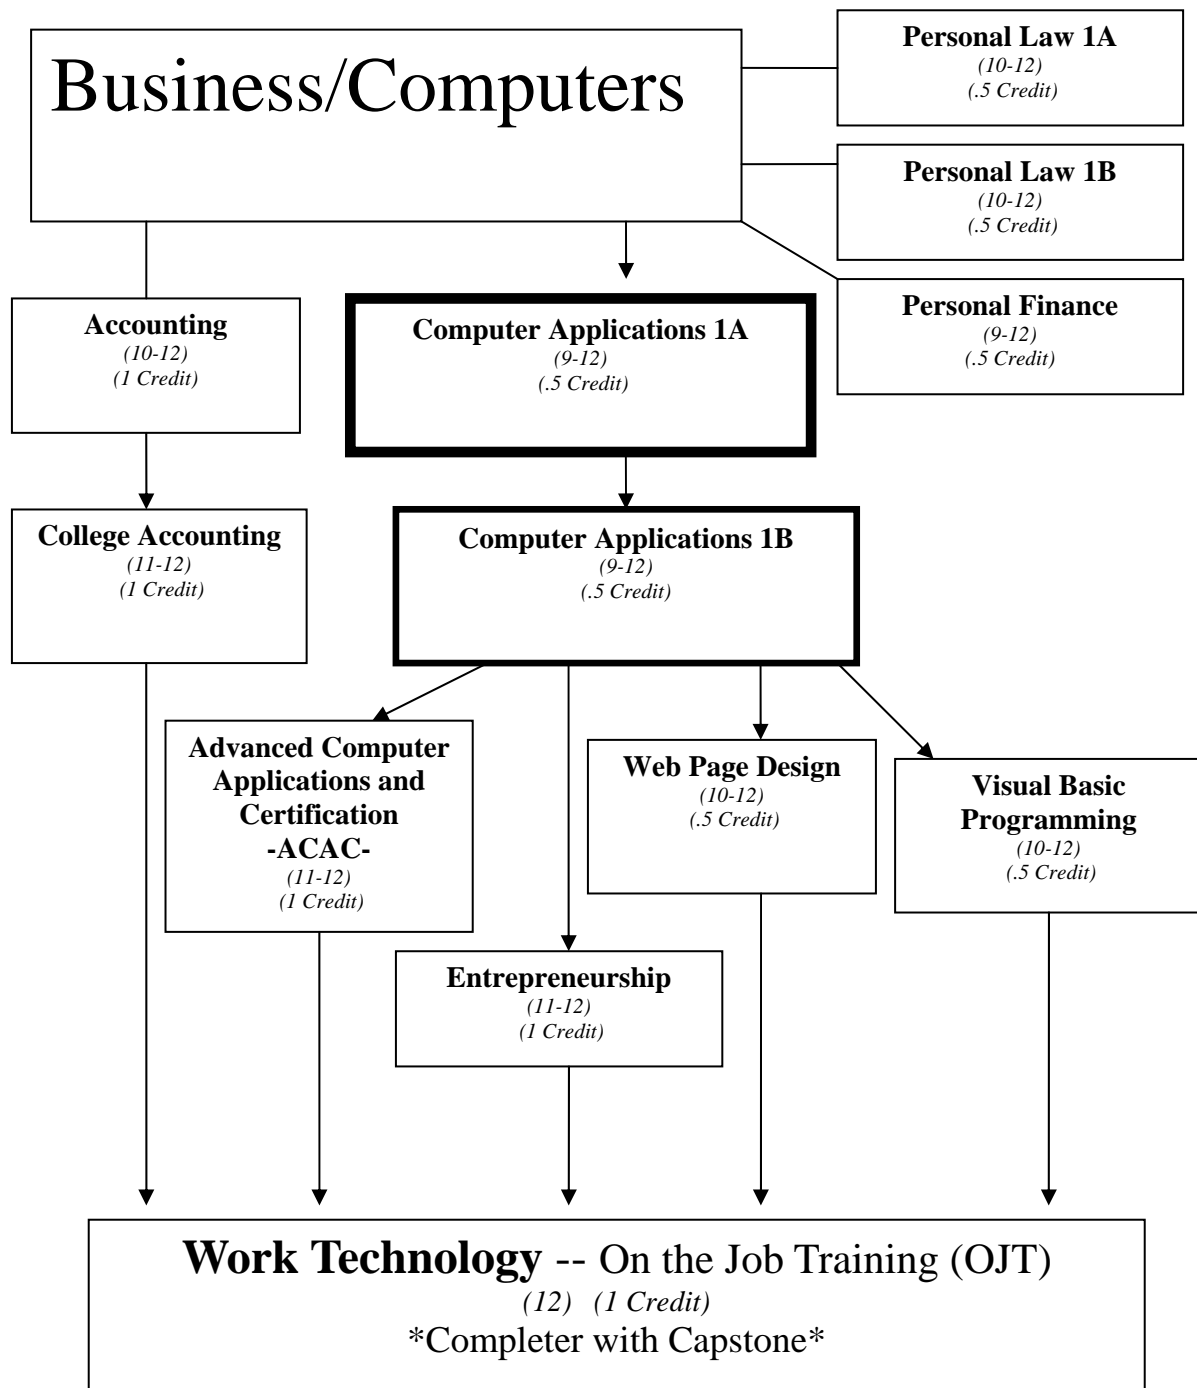 Business/Computers
Personal Law 1A
(10-12)
(.5 Credit)
Personal Law 1B
(10-12)
(.5 Credit)
Personal Finance
(9-12)
(.5 Credit)
Accounting
(10-12)
(1 Credit)
Computer Applications 1A
(9-12)
(.5 Credit)
College Accounting
(11-12)
(1 Credit)
Computer Applications 1B
(9-12)
(.5 Credit)
Advanced Computer
Applications and
Certification
-ACAC-
(11-12)
(1 Credit)
Web Page Design
(10-12)
(.5 Credit)
Visual Basic
Programming
(10-12)
(.5 Credit)
Entrepreneurship
(11-12)
(1 Credit)
Work Technology -- On the Job Training (OJT)
(12) (1 Credit)
*Completer with Capstone*